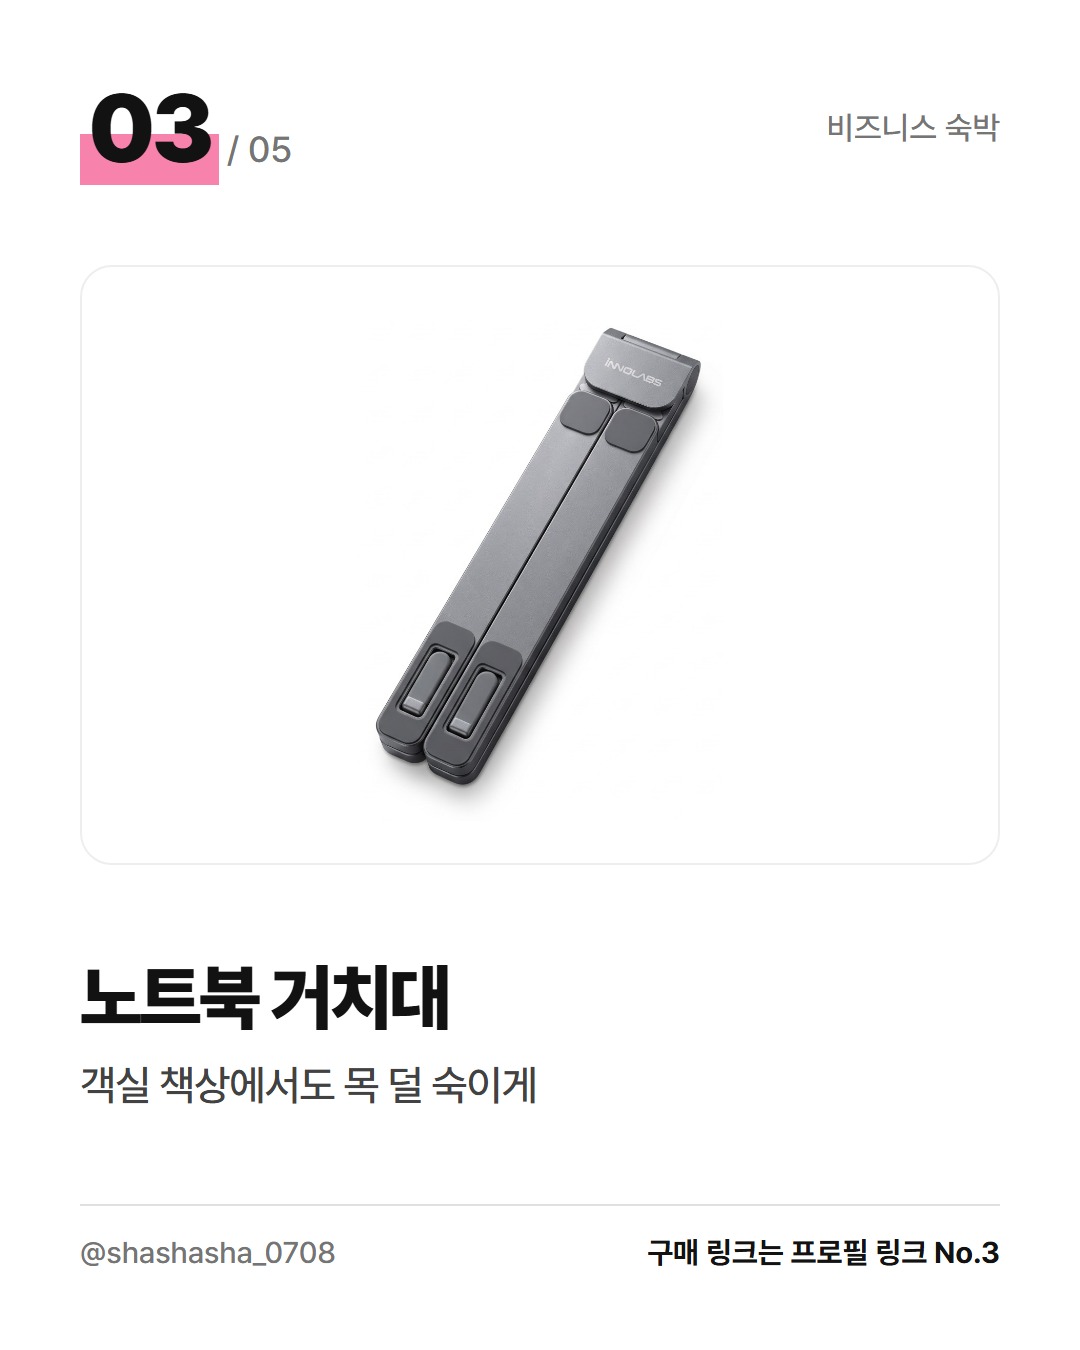 03 / 05
비즈니스 숙박
INNOLABS
노트북 거치대
객실 책상에서도 목 덜 숙이게
@shashasha_0708
구매 링크는 프로필 링크 No.3